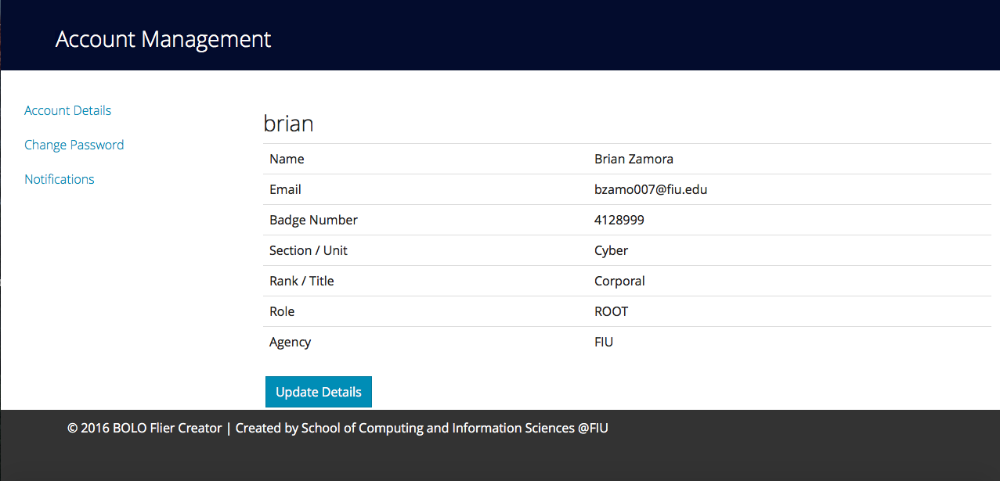 Account Management
Account Details
Change Password
Notifications
brian
Name Brian Zamora
Email bzamo007@fiu.edu
Badge Number 4128999
Section / Unit Cyber
Rank / Title Corporal
Role ROOT
Agency FIU
Update Details
© 2016 BOLO Flier Creator | Created by School of Computing and Information Sciences @FIU